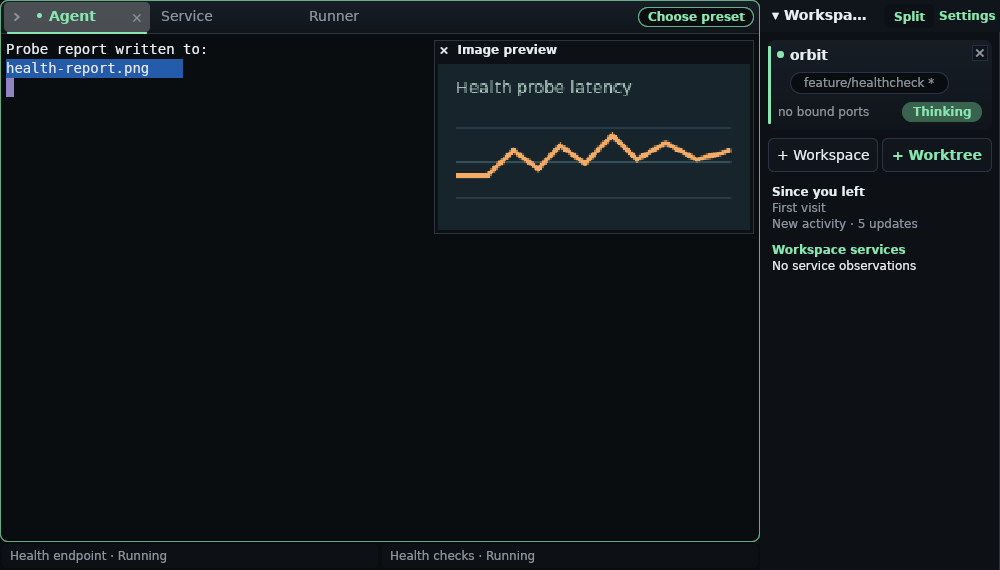 Agent
Service
Runner
Choose preset
Probe report written to:
health-report.png
Image preview
Health probe latency
Health endpoint · Running
Health checks · Running
▾ Workspa...
Split
Settings
orbit
feature/healthcheck *
no bound ports
Thinking
+ Workspace
+ Worktree
Since you left
First visit
New activity · 5 updates
Workspace services
No service observations